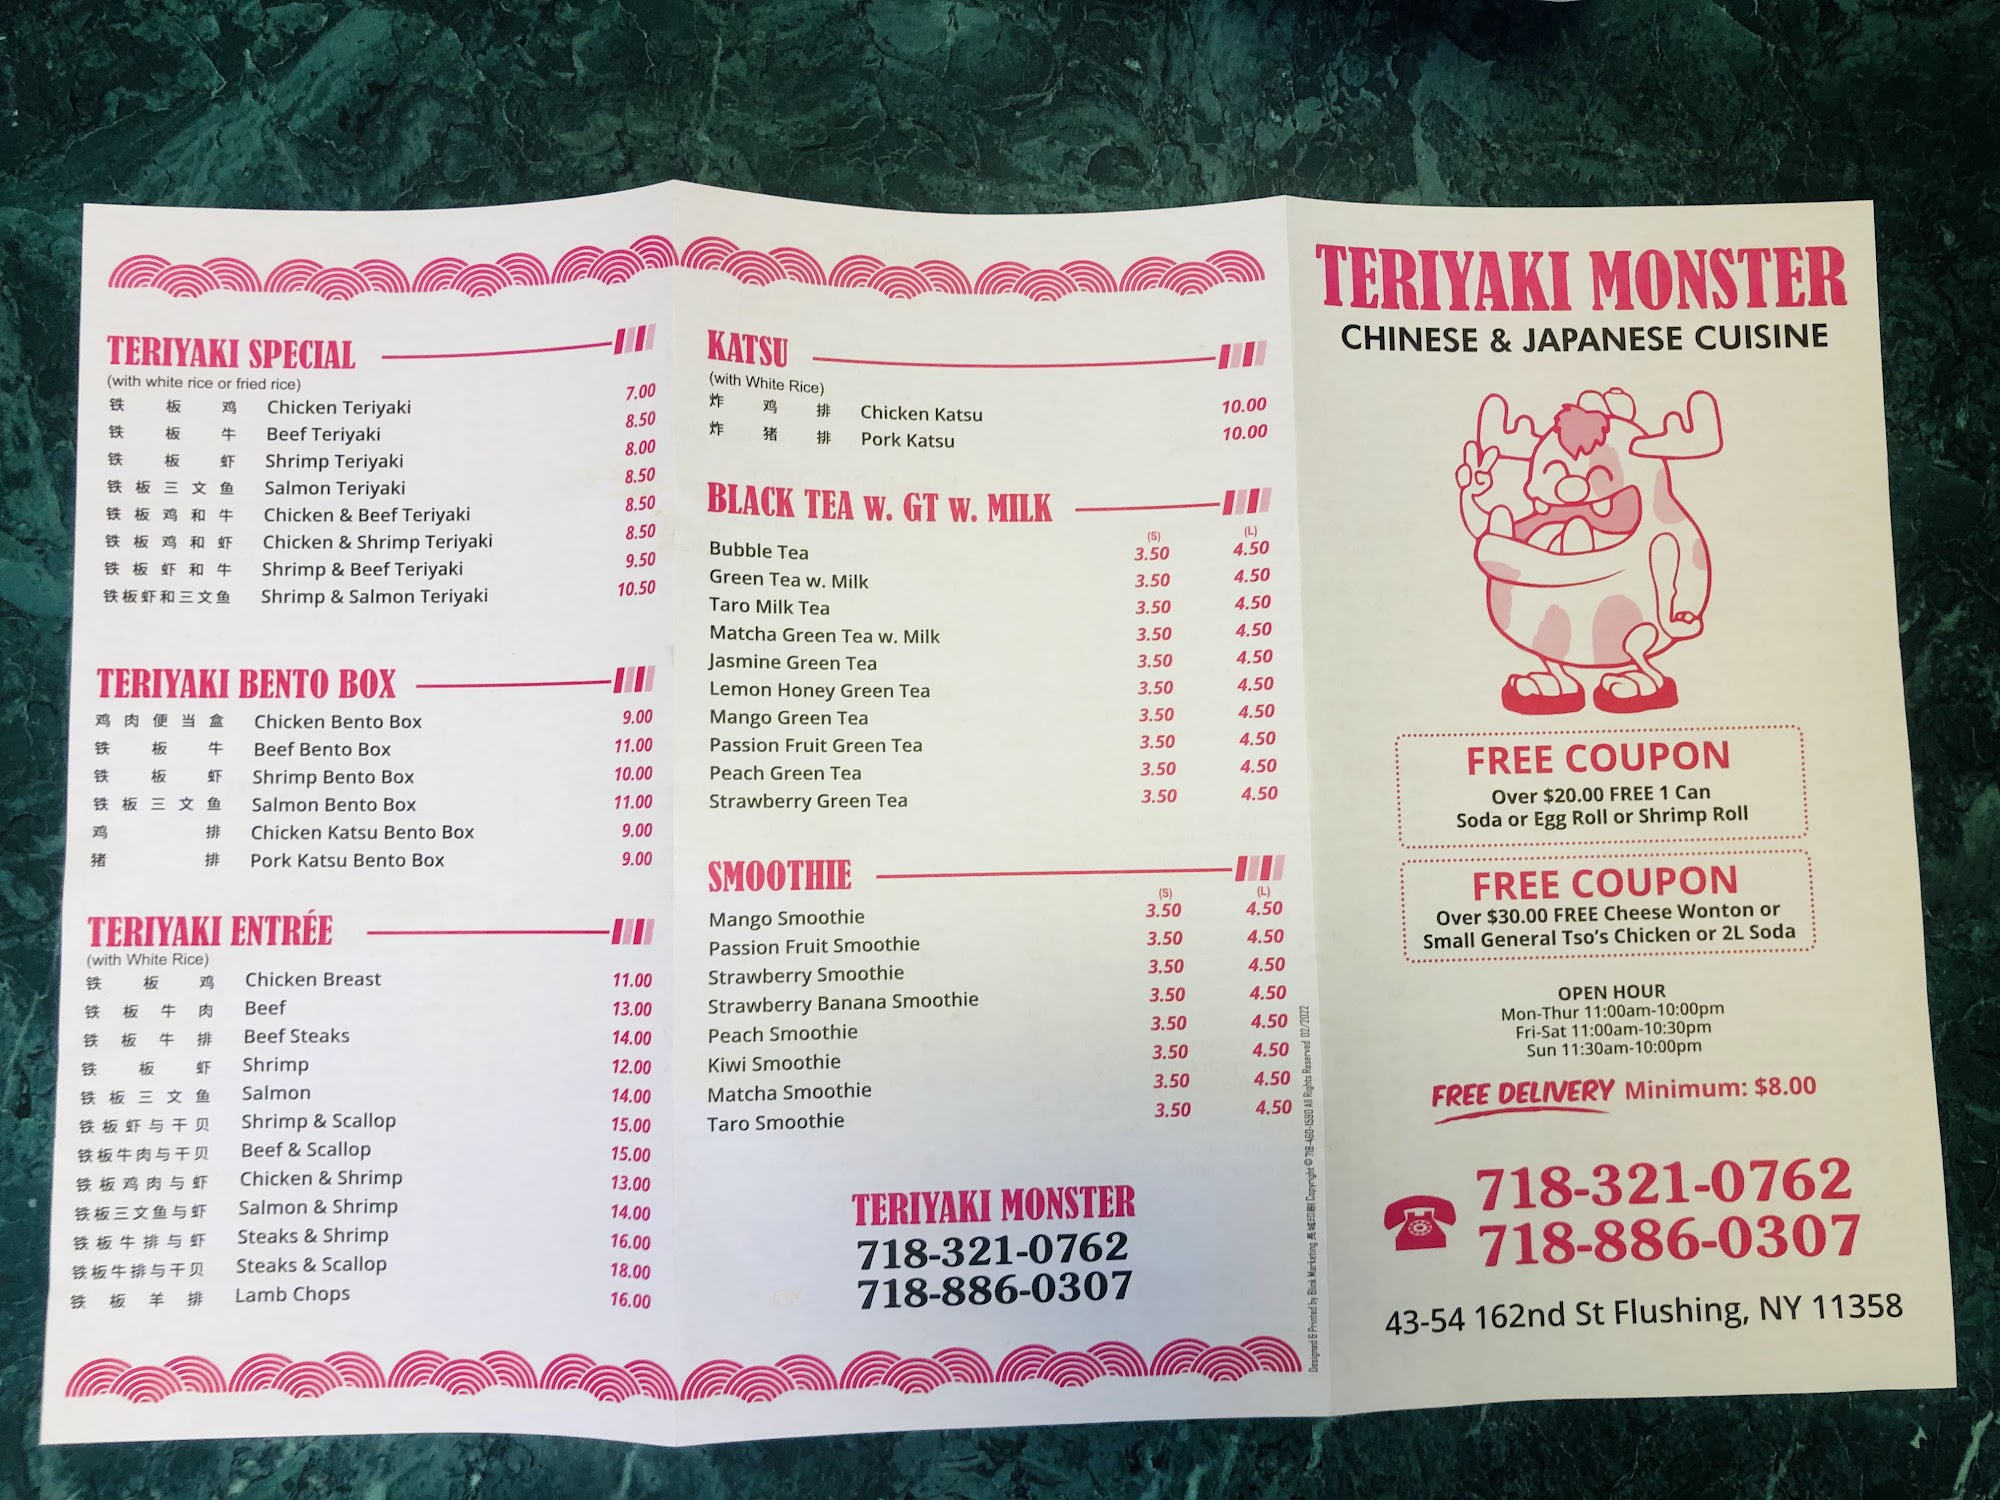 TERIYAKI SPECIAL
(with white rice or fried rice)
铁板鸡 Chicken Teriyaki 7.00
铁板牛 Beef Teriyaki 8.50
铁板虾 Shrimp Teriyaki 8.00
铁板三文鱼 Salmon Teriyaki 8.50
铁板鸡和牛 Chicken & Beef Teriyaki 8.50
铁板鸡和虾 Chicken & Shrimp Teriyaki 8.50
铁板虾和牛 Shrimp & Beef Teriyaki 9.50
铁板虾和三文鱼 Shrimp & Salmon Teriyaki 10.50
TERIYAKI BENTO BOX
鸡肉便当盒 Chicken Bento Box 9.00
铁板牛 Beef Bento Box 11.00
铁板虾 Shrimp Bento Box 10.00
铁板三文鱼 Salmon Bento Box 11.00
鸡排 Chicken Katsu Bento Box 9.00
猪排 Pork Katsu Bento Box 9.00
TERIYAKI ENTRÉE
(with White Rice)
铁板鸡 Chicken Breast 11.00
铁板牛肉 Beef 13.00
铁板牛排 Beef Steaks 14.00
铁板虾 Shrimp 12.00
铁板三文鱼 Salmon 14.00
铁板虾与干贝 Shrimp & Scallop 15.00
铁板牛肉与干贝 Beef & Scallop 15.00
铁板鸡肉与虾 Chicken & Shrimp 13.00
铁板三文鱼与虾 Salmon & Shrimp 14.00
铁板牛排与虾 Steaks & Shrimp 16.00
铁板牛排与干贝 Steaks & Scallop 18.00
铁板羊排 Lamb Chops 16.00
KATSU
(with White Rice)
炸鸡排 Chicken Katsu 10.00
炸猪排 Pork Katsu 10.00
BLACK TEA W. GT W. MILK
(S) (L)
Bubble Tea 3.50 4.50
Green Tea w. Milk 3.50 4.50
Taro Milk Tea 3.50 4.50
Matcha Green Tea w. Milk 3.50 4.50
Jasmine Green Tea 3.50 4.50
Lemon Honey Green Tea 3.50 4.50
Mango Green Tea 3.50 4.50
Passion Fruit Green Tea 3.50 4.50
Peach Green Tea 3.50 4.50
Strawberry Green Tea 3.50 4.50
SMOOTHIE
(S) (L)
Mango Smoothie 3.50 4.50
Passion Fruit Smoothie 3.50 4.50
Strawberry Smoothie 3.50 4.50
Strawberry Banana Smoothie 3.50 4.50
Peach Smoothie 3.50 4.50
Kiwi Smoothie 3.50 4.50
Matcha Smoothie 3.50 4.50
Taro Smoothie 3.50 4.50
TERIYAKI MONSTER
718-321-0762
718-886-0307
Designed & Printed by Blink Marketing 長城印刷 Copyright © 718-460-1590 All Rights Reserved 02/2022
TERIYAKI MONSTER
CHINESE & JAPANESE CUISINE
FREE COUPON
Over $20.00 FREE 1 Can
Soda or Egg Roll or Shrimp Roll
FREE COUPON
Over $30.00 FREE Cheese Wonton or
Small General Tso's Chicken or 2L Soda
OPEN HOUR
Mon-Thur 11:00am-10:00pm
Fri-Sat 11:00am-10:30pm
Sun 11:30am-10:00pm
FREE DELIVERY Minimum: $8.00
718-321-0762
718-886-0307
43-54 162nd St Flushing, NY 11358